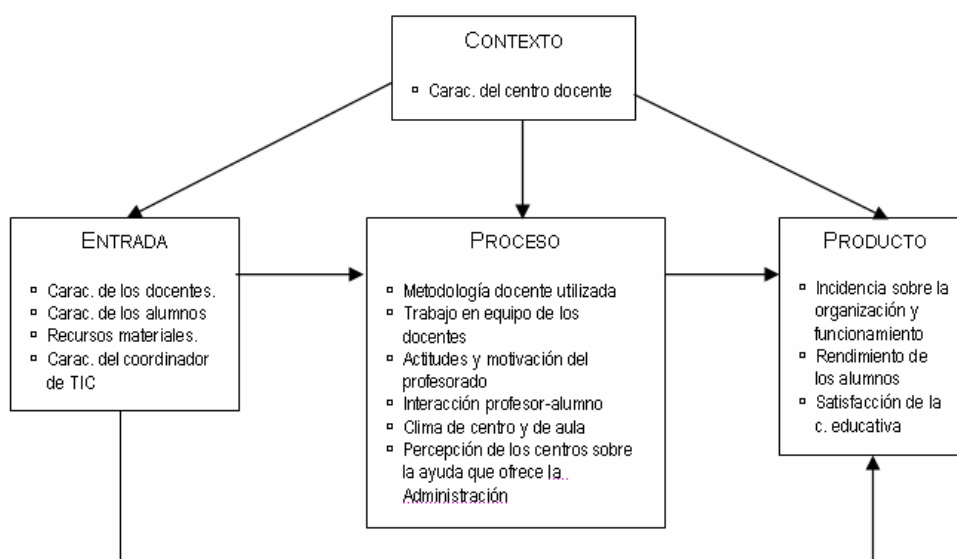 CONTEXTO
▫ Carac. del centro docente
ENTRADA
▫ Carac. de los docentes.
▫ Carac. de los alumnos
▫ Recursos materiales.
▫ Carac. del coordinador
de TIC
PROCESO
▫ Metodología docente utilizada
▫ Trabajo en equipo de los
docentes
▫ Actitudes y motivación del
profesorado
▫ Interacción profesor-alumno
▫ Clima de centro y de aula
▫ Percepción de los centros sobre
la ayuda que ofrece la..
Administración
PRODUCTO
▫ Incidencia sobre la
organización y
funcionamiento
▫ Rendimiento de
los alumnos
▫ Satisfacción de la
c. educativa